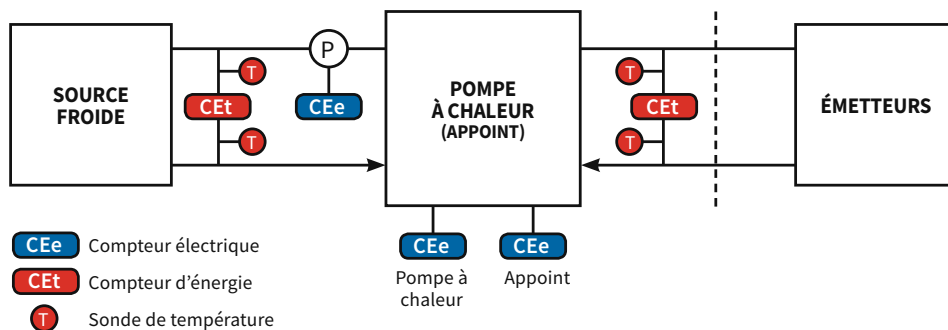 SOURCE
FROIDE
T
CEt
T
P
CEe
POMPE
À CHALEUR
(APPOINT)
T
CEt
T
ÉMETTEURS
CEe
Pompe à
chaleur
CEe
Appoint
CEe Compteur électrique
CEt Compteur d’énergie
T Sonde de température